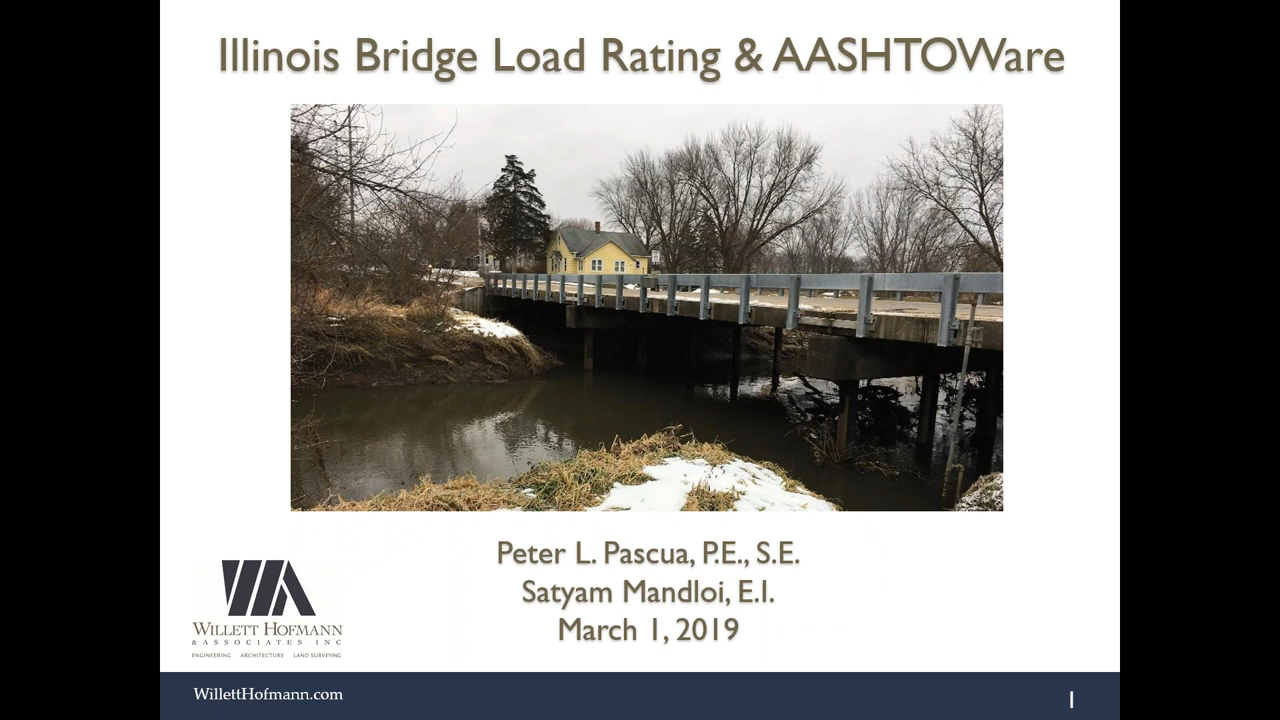 Illinois Bridge Load Rating & AASHTOWare
Peter L. Pascua, P.E., S.E.
Satyam Mandloi, E.I.
March 1, 2019
WA
WILLETT HOFMANN
& ASSOCIATES INC
ENGINEERING ARCHITECTURE LAND SURVEYING
WillettHofmann.com
1